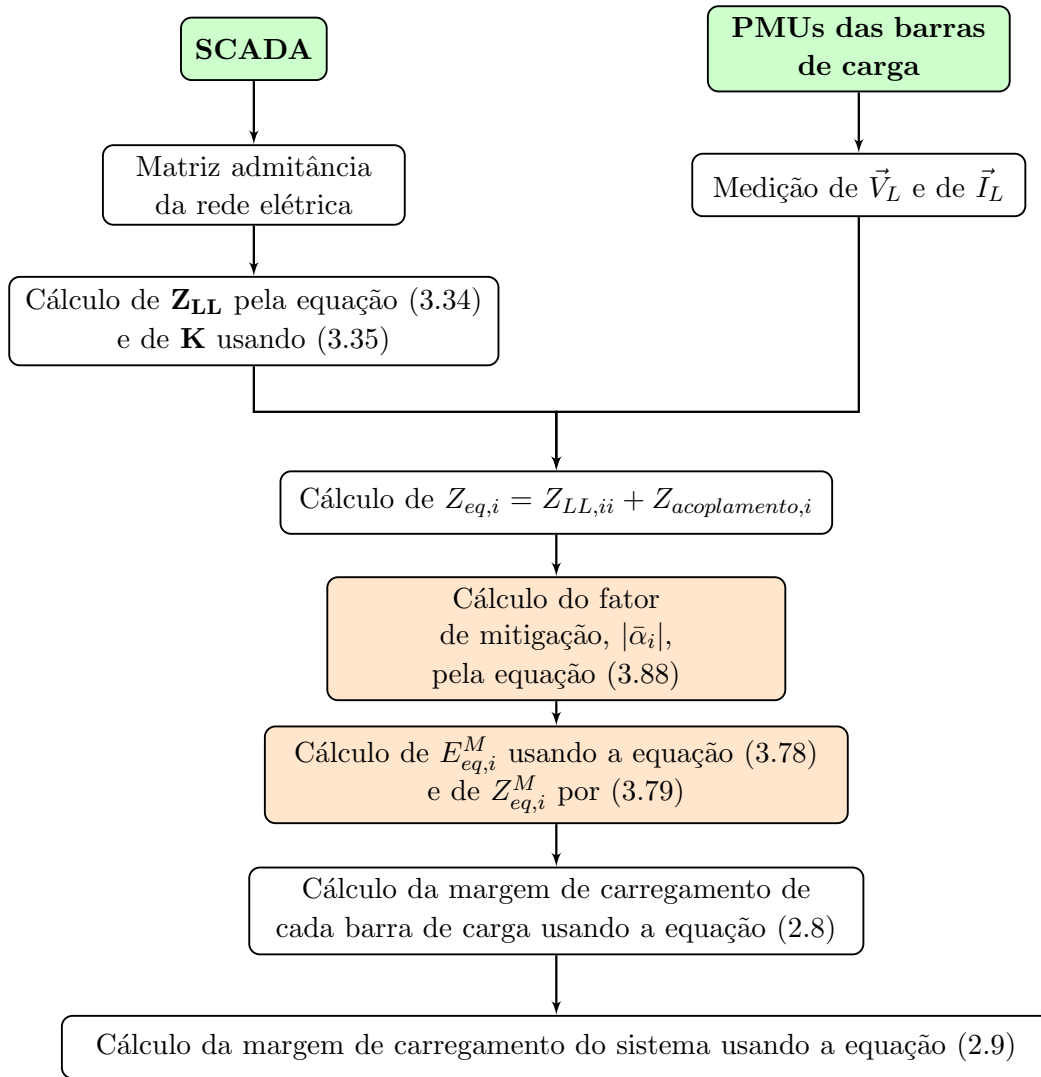 SCADA
PMUs das barras
de carga
Matriz admitância
da rede elétrica
Medição de $\vec{V}_L$ e de $\vec{I}_L$
Cálculo de $\mathbf{Z_{LL}}$ pela equação (3.34)
e de $\mathbf{K}$ usando (3.35)
Cálculo de $Z_{eq,i} = Z_{LL,ii} + Z_{acoplamento,i}$
Cálculo do fator
de mitigação, $|\bar{\alpha}_i|$,
pela equação (3.88)
Cálculo de $E_{eq,i}^{M}$ usando a equação (3.78)
e de $Z_{eq,i}^{M}$ por (3.79)
Cálculo da margem de carregamento de
cada barra de carga usando a equação (2.8)
Cálculo da margem de carregamento do sistema usando a equação (2.9)